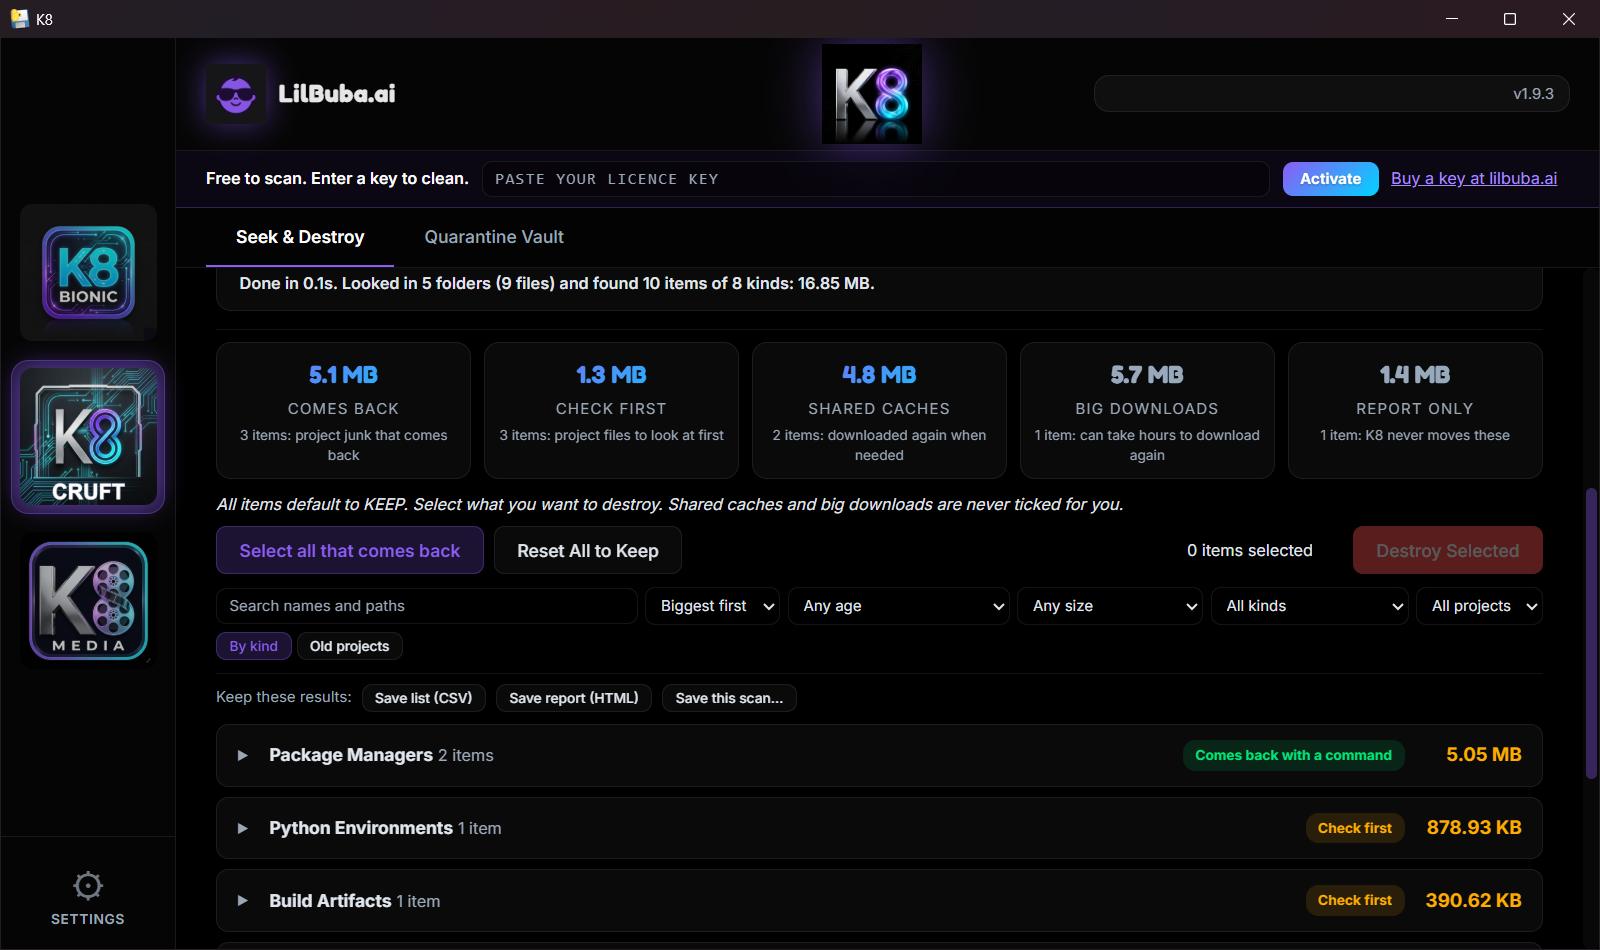 K8
LilBuba.ai
K8
v1.9.3
Free to scan. Enter a key to clean.
PASTE YOUR LICENCE KEY
Activate
Buy a key at lilbuba.ai
Seek & Destroy
Quarantine Vault
K8
BIONIC
K8
CRUFT
K8
MEDIA
SETTINGS
Done in 0.1s. Looked in 5 folders (9 files) and found 10 items of 8 kinds: 16.85 MB.
5.1 MB
COMES BACK
3 items: project junk that comes
back
1.3 MB
CHECK FIRST
3 items: project files to look at first
4.8 MB
SHARED CACHES
2 items: downloaded again when
needed
5.7 MB
BIG DOWNLOADS
1 item: can take hours to download
again
1.4 MB
REPORT ONLY
1 item: K8 never moves these
All items default to KEEP. Select what you want to destroy. Shared caches and big downloads are never ticked for you.
Select all that comes back
Reset All to Keep
0 items selected
Destroy Selected
Search names and paths
Biggest first
Any age
Any size
All kinds
All projects
By kind
Old projects
Keep these results:
Save list (CSV)
Save report (HTML)
Save this scan...
Package Managers 2 items
Comes back with a command
5.05 MB
Python Environments 1 item
Check first
878.93 KB
Build Artifacts 1 item
Check first
390.62 KB